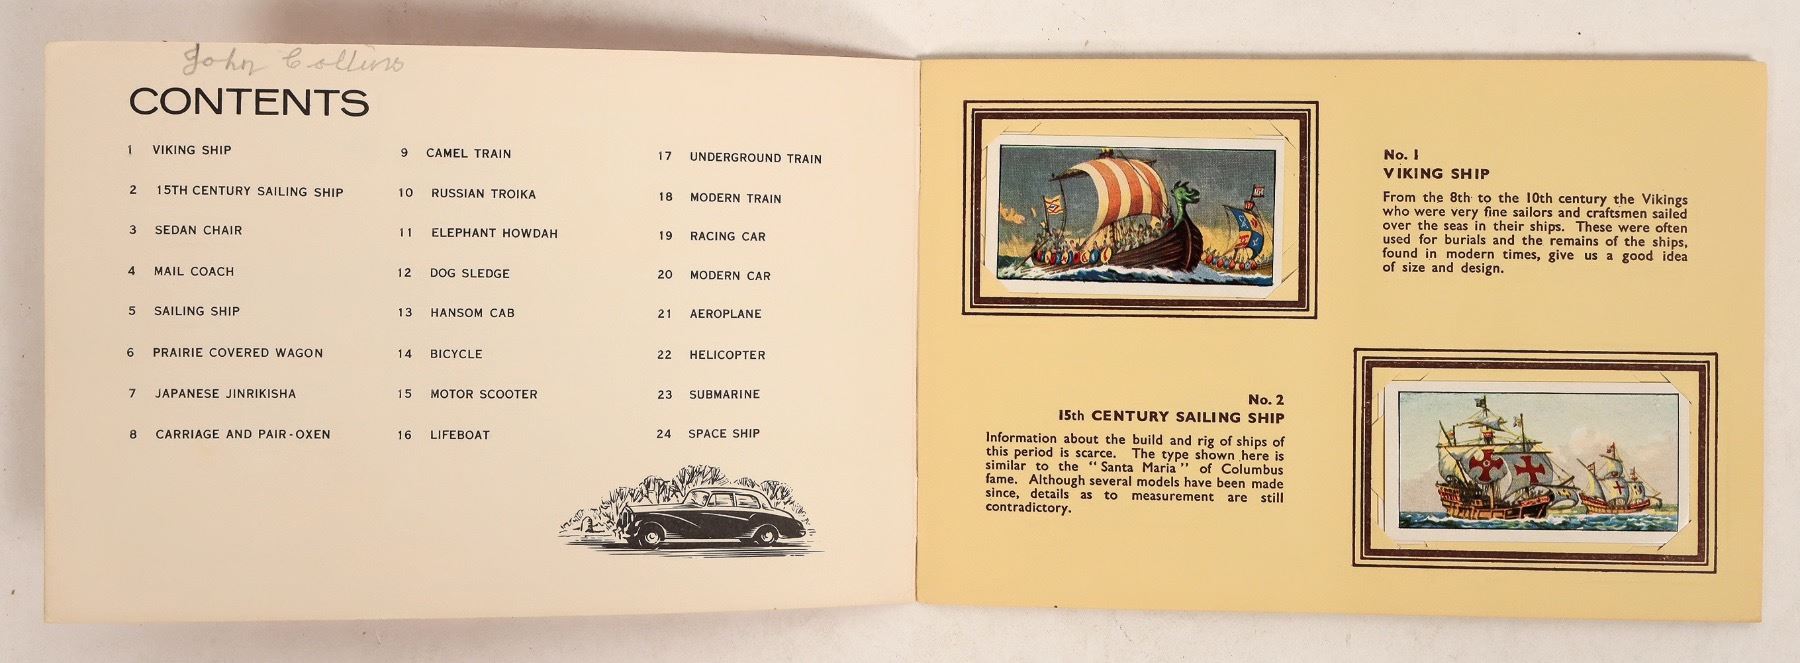 John Collins
CONTENTS
1 VIKING SHIP
2 15TH CENTURY SAILING SHIP
3 SEDAN CHAIR
4 MAIL COACH
5 SAILING SHIP
6 PRAIRIE COVERED WAGON
7 JAPANESE JINRIKISHA
8 CARRIAGE AND PAIR-OXEN
9 CAMEL TRAIN
10 RUSSIAN TROIKA
11 ELEPHANT HOWDAH
12 DOG SLEDGE
13 HANSOM CAB
14 BICYCLE
15 MOTOR SCOOTER
16 LIFEBOAT
17 UNDERGROUND TRAIN
18 MODERN TRAIN
19 RACING CAR
20 MODERN CAR
21 AEROPLANE
22 HELICOPTER
23 SUBMARINE
24 SPACE SHIP
No. 1
VIKING SHIP
From the 8th to the 10th century the Vikings
who were very fine sailors and craftsmen sailed
over the seas in their ships. These were often
used for burials and the remains of the ships,
found in modern times, give us a good idea
of size and design.
No. 2
15th CENTURY SAILING SHIP
Information about the build and rig of ships of
this period is scarce. The type shown here is
similar to the "Santa Maria" of Columbus
fame. Although several models have been made
since, details as to measurement are still
contradictory.